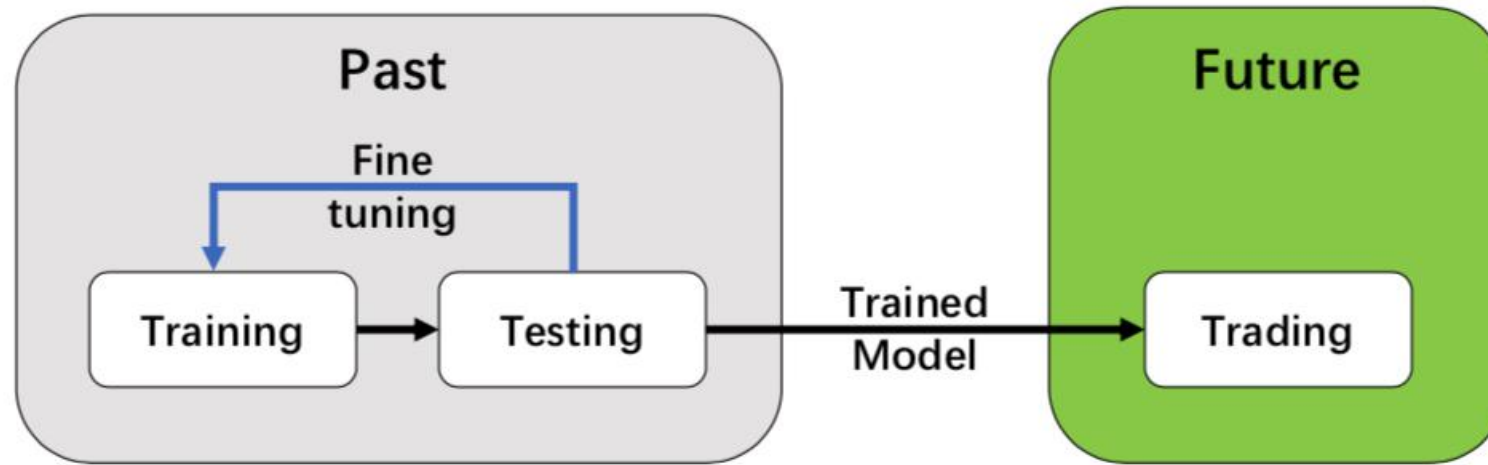 Past
Future
Fine
tuning
Training
Testing
Trained
Model
Trading